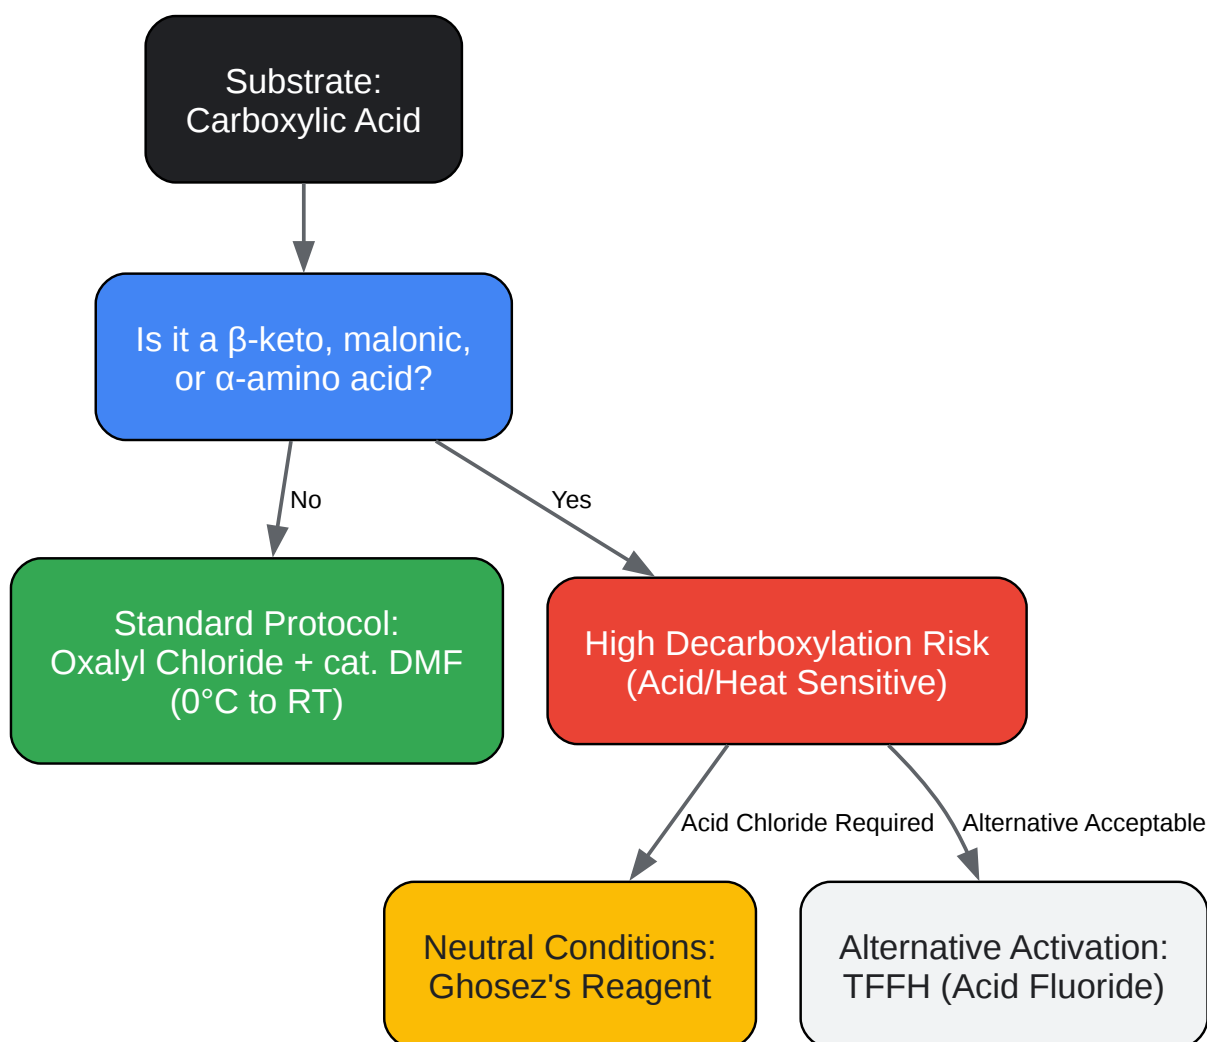 Substrate:
Carboxylic Acid
Is it a β-keto, malonic,
or α-amino acid?
No
Yes
Standard Protocol:
Oxalyl Chloride + cat. DMF
(0°C to RT)
High Decarboxylation Risk
(Acid/Heat Sensitive)
Acid Chloride Required
Alternative Acceptable
Neutral Conditions:
Ghosez's Reagent
Alternative Activation:
TFFH (Acid Fluoride)